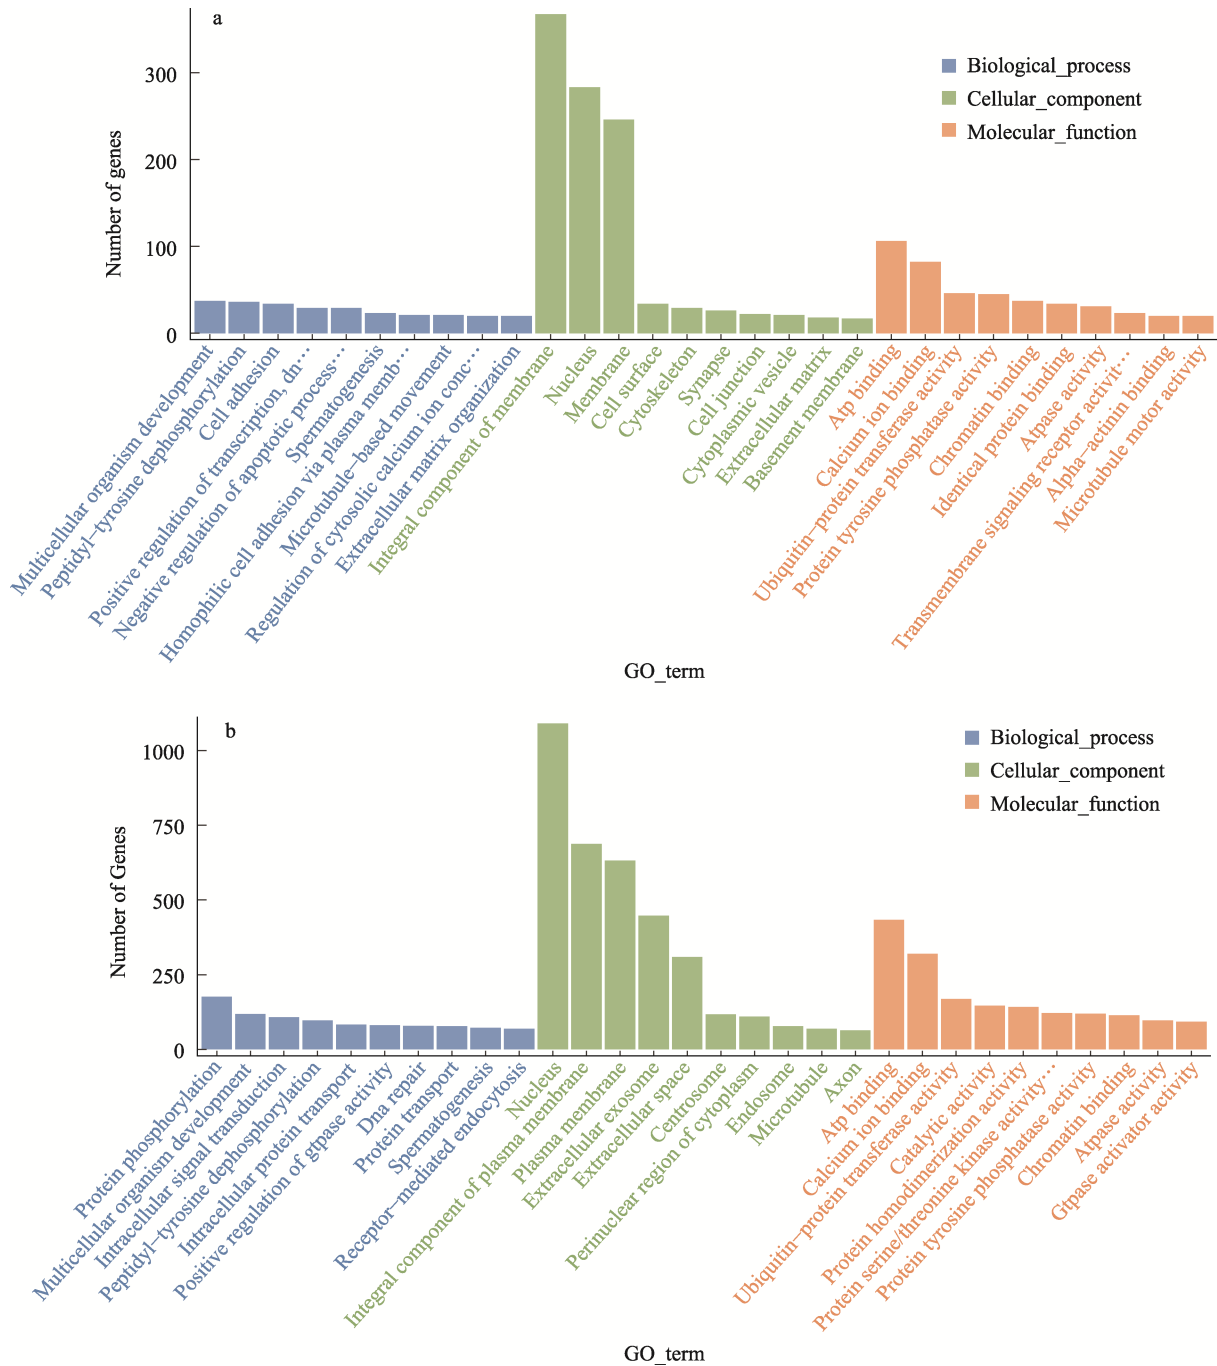 a
Biological_process
Cellular_component
Molecular_function
Number of genes
300
200
100
0
Multicellular organism development
Peptidyl−tyrosine dephosphorylation
Cell adhesion
Positive regulation of transcription, dn···
Negative regulation of apoptotic process···
Spermatogenesis
Homophilic cell adhesion via plasma memb···
Microtubule−based movement
Regulation of cytosolic calcium ion conc···
Extracellular matrix organization
Integral component of membrane
Nucleus
Membrane
Cell surface
Cytoskeleton
Synapse
Cell junction
Cytoplasmic vesicle
Extracellular matrix
Basement membrane
Atp binding
Calcium ion binding
Ubiquitin−protein transferase activity
Protein tyrosine phosphatase activity
Chromatin binding
Identical protein binding
Atpase activity
Transmembrane signaling receptor activit···
Alpha−actinin binding
Microtubule motor activity
GO_term
b
Biological_process
Cellular_component
Molecular_function
Number of Genes
1000
750
500
250
0
Protein phosphorylation
Multicellular organism development
Intracellular signal transduction
Peptidyl−tyrosine dephosphorylation
Intracellular protein transport
Positive regulation of gtpase activity
Dna repair
Protein transport
Spermatogenesis
Receptor−mediated endocytosis
Nucleus
Integral component of plasma membrane
Plasma membrane
Extracellular exosome
Extracellular space
Centrosome
Perinuclear region of cytoplasm
Endosome
Microtubule
Axon
Atp binding
Calcium ion binding
Ubiquitin−protein transferase activity
Catalytic activity
Protein homodimerization activity
Protein serine/threonine kinase activity···
Protein tyrosine phosphatase activity
Chromatin binding
Atpase activity
Gtpase activator activity
GO_term